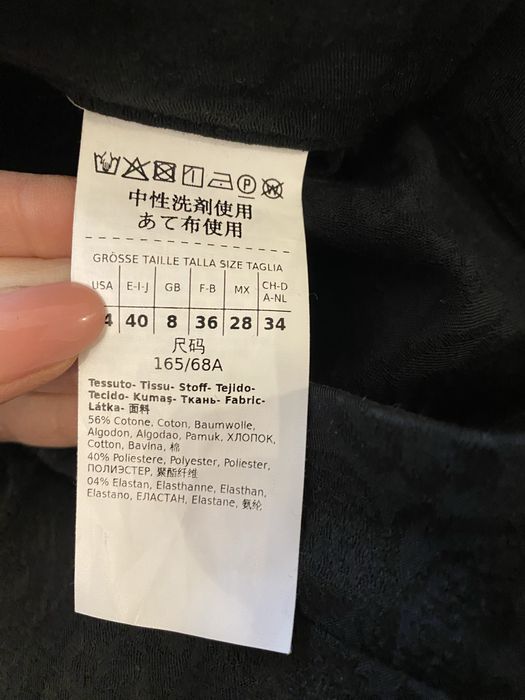 中性洗剤使用
あて布使用
GRÖSSE TAILLE TALLA SIZE TAGLIA
USA E-I-J GB F-B MX CH-D A-NL
4 40 8 36 28 34
尺码
165/68A
Tessuto- Tissu- Stoff- Tejido-
Tecido- Kumaş- Ткань- Fabric-
Látka- 面料
56% Cotone, Coton, Baumwolle,
Algodon, Algodao, Pamuk, ХЛОПОК,
Cotton, Bavina, 棉
40% Poliestere, Polyester, Poliester,
ПОЛИЭСТЕР, 聚酯纤维
04% Elastan, Elasthanne, Elasthan,
Elastano, ЕЛАСТАН, Elastane, 氨纶